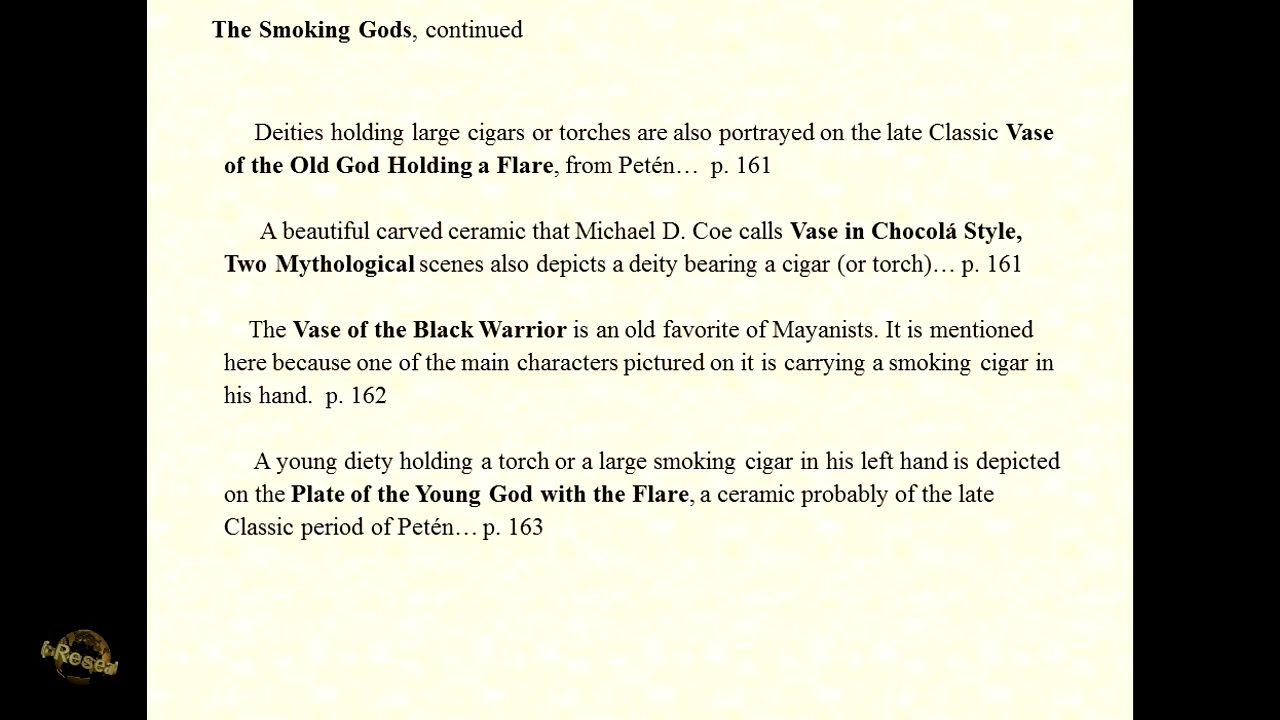 The Smoking Gods, continued
Deities holding large cigars or torches are also portrayed on the late Classic Vase
of the Old God Holding a Flare, from Petén… p. 161
A beautiful carved ceramic that Michael D. Coe calls Vase in Chocolá Style,
Two Mythological scenes also depicts a deity bearing a cigar (or torch)… p. 161
The Vase of the Black Warrior is an old favorite of Mayanists. It is mentioned
here because one of the main characters pictured on it is carrying a smoking cigar in
his hand. p. 162
A young diety holding a torch or a large smoking cigar in his left hand is depicted
on the Plate of the Young God with the Flare, a ceramic probably of the late
Classic period of Petén… p. 163